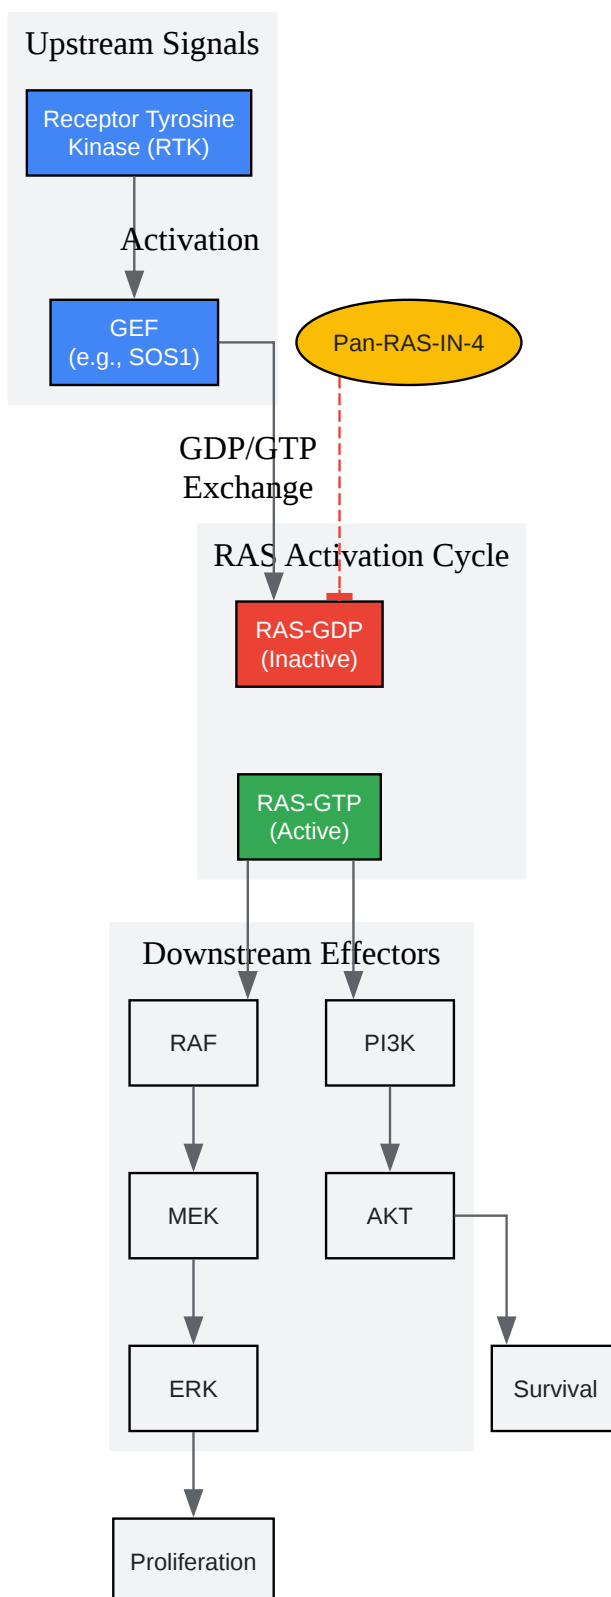 Upstream Signals
Receptor Tyrosine
Kinase (RTK)
Activation
GEF
(e.g., SOS1)
Pan-RAS-IN-4
GDP/GTP
Exchange
RAS Activation Cycle
RAS-GDP
(Inactive)
RAS-GTP
(Active)
Downstream Effectors
RAF
PI3K
MEK
AKT
ERK
Survival
Proliferation